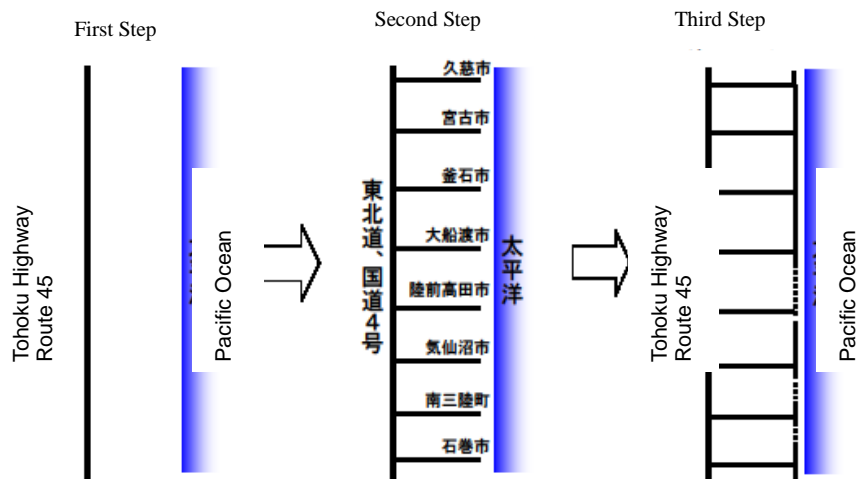 First Step
Second Step
Third Step
Tohoku Highway
Route 45
Pacific Ocean
久慈市
宮古市
釜石市
大船渡市
陸前高田市
気仙沼市
南三陸町
石巻市
東北道、国道4号
太平洋
Tohoku Highway
Route 45
Pacific Ocean